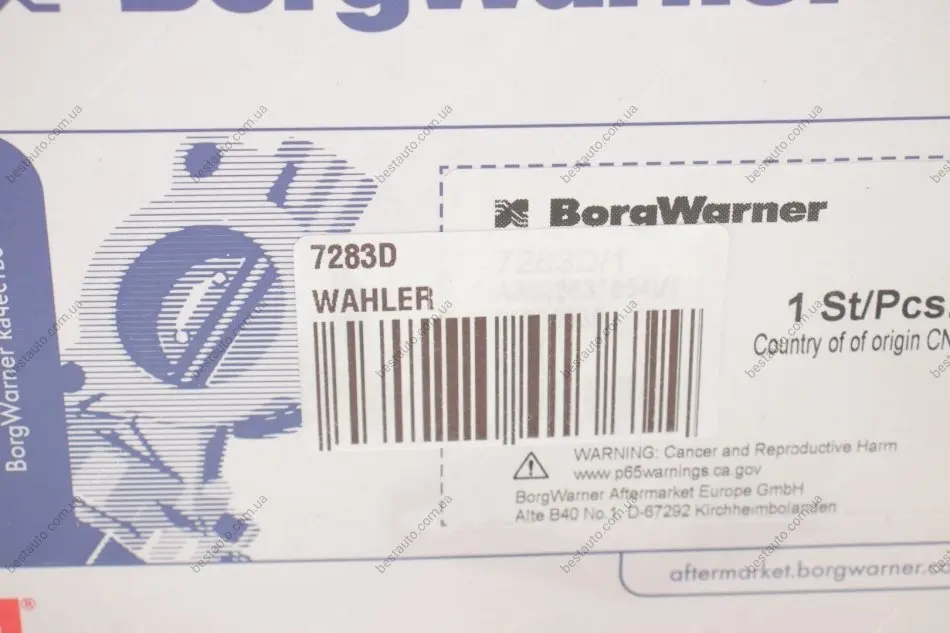 BorgWarner
BorgWarner
7283D
WAHLER
7283D/1
1 St/Pcs.
Country of of origin CN
WARNING: Cancer and Reproductive Harm
www.p65warnings.ca.gov
BorgWarner Aftermarket Europe GmbH
Alte B40 No.1, D-67292 Kirchheimbolanden
aftermarket.borgwarner.co
BorgWarner качество
®
bestauto.com.ua